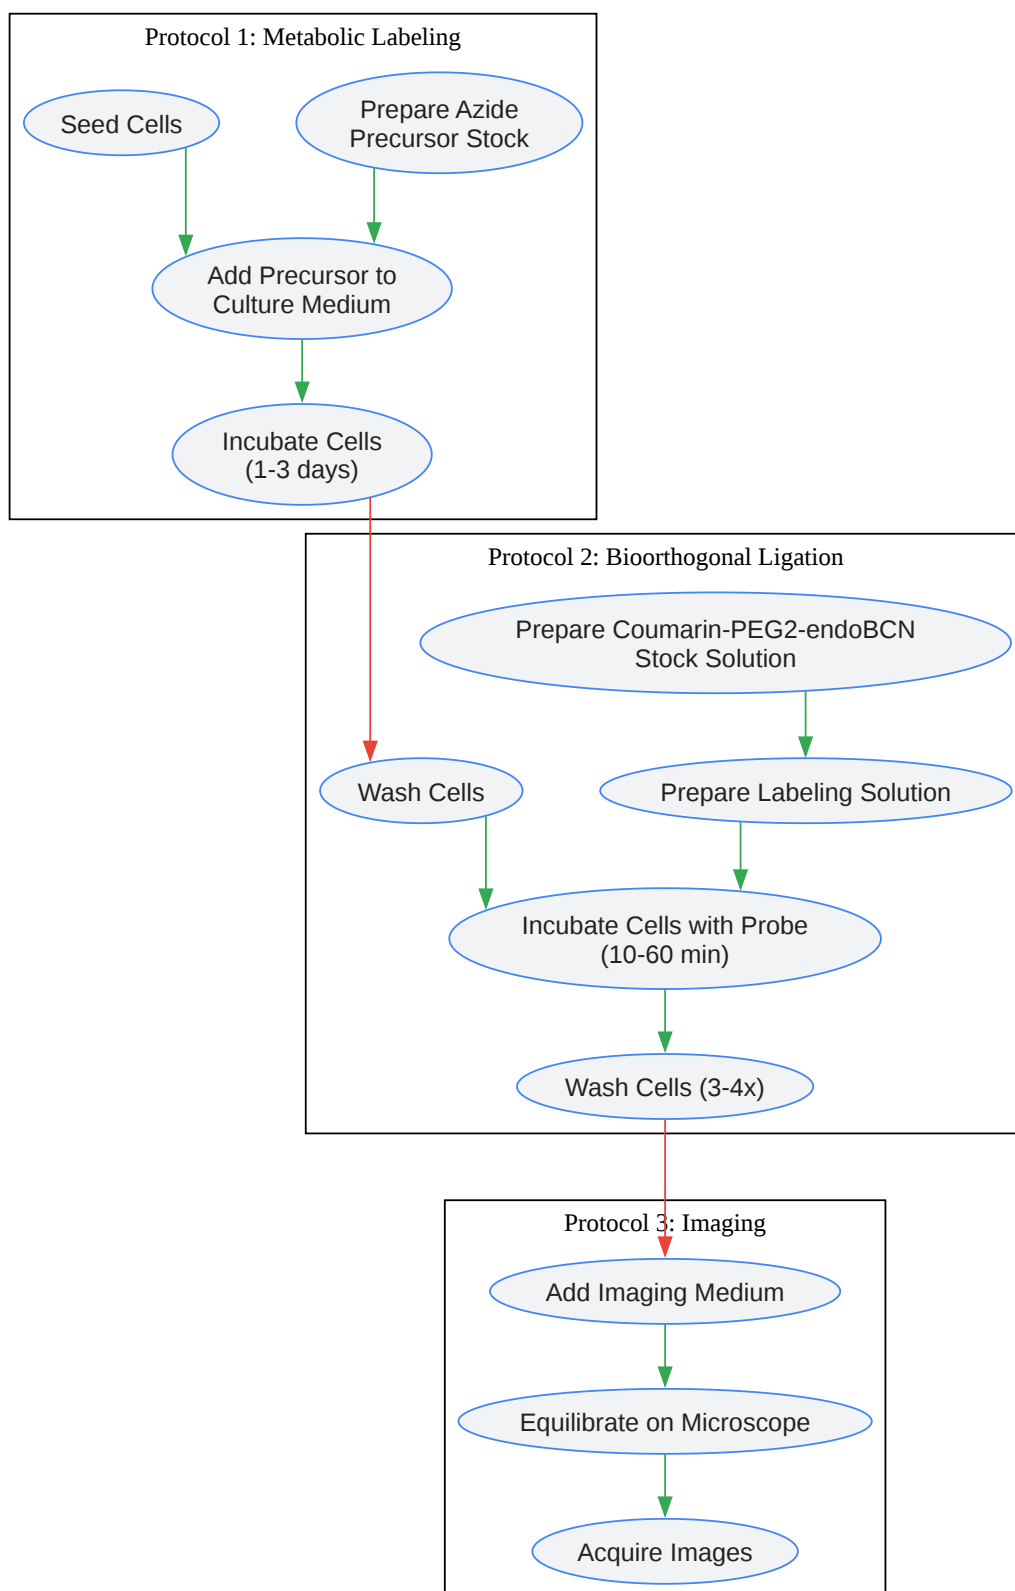 Protocol 1: Metabolic Labeling
Seed Cells
Prepare Azide
Precursor Stock
Add Precursor to
Culture Medium
Incubate Cells
(1-3 days)
Protocol 2: Bioorthogonal Ligation
Prepare Coumarin-PEG2-endoBCN
Stock Solution
Wash Cells
Prepare Labeling Solution
Incubate Cells with Probe
(10-60 min)
Wash Cells (3-4x)
Protocol 3: Imaging
Add Imaging Medium
Equilibrate on Microscope
Acquire Images